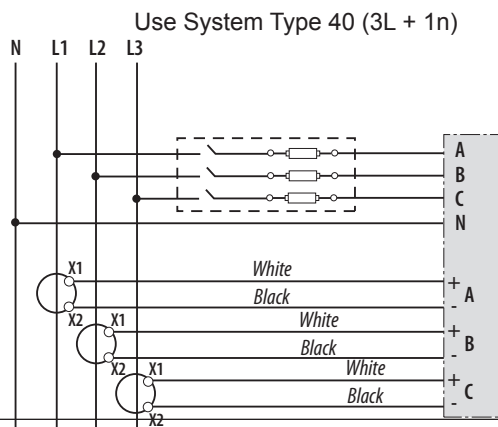 Use System Type 40 (3L + 1n)
N L1 L2 L3
A
B
C
N
X1 White + A
X2 Black -
X1 White + B
X2 Black -
X1 White + C
X2 Black -